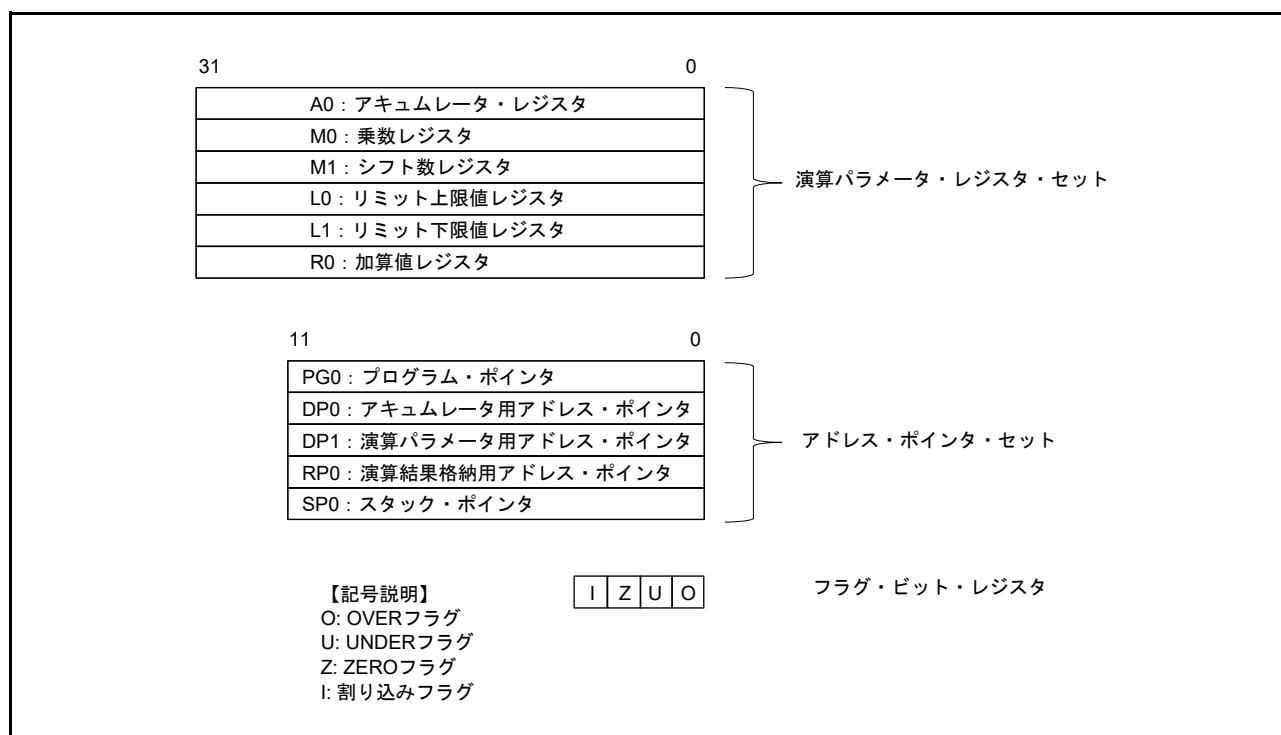 31 0
A0：アキュムレータ・レジスタ
M0：乗数レジスタ
M1：シフト数レジスタ
L0：リミット上限値レジスタ
L1：リミット下限値レジスタ
R0：加算値レジスタ
演算パラメータ・レジスタ・セット
11 0
PG0：プログラム・ポインタ
DP0：アキュムレータ用アドレス・ポインタ
DP1：演算パラメータ用アドレス・ポインタ
RP0：演算結果格納用アドレス・ポインタ
SP0：スタック・ポインタ
アドレス・ポインタ・セット
I Z U O
フラグ・ビット・レジスタ
【記号説明】
O: OVERフラグ
U: UNDERフラグ
Z: ZEROフラグ
I: 割り込みフラグ